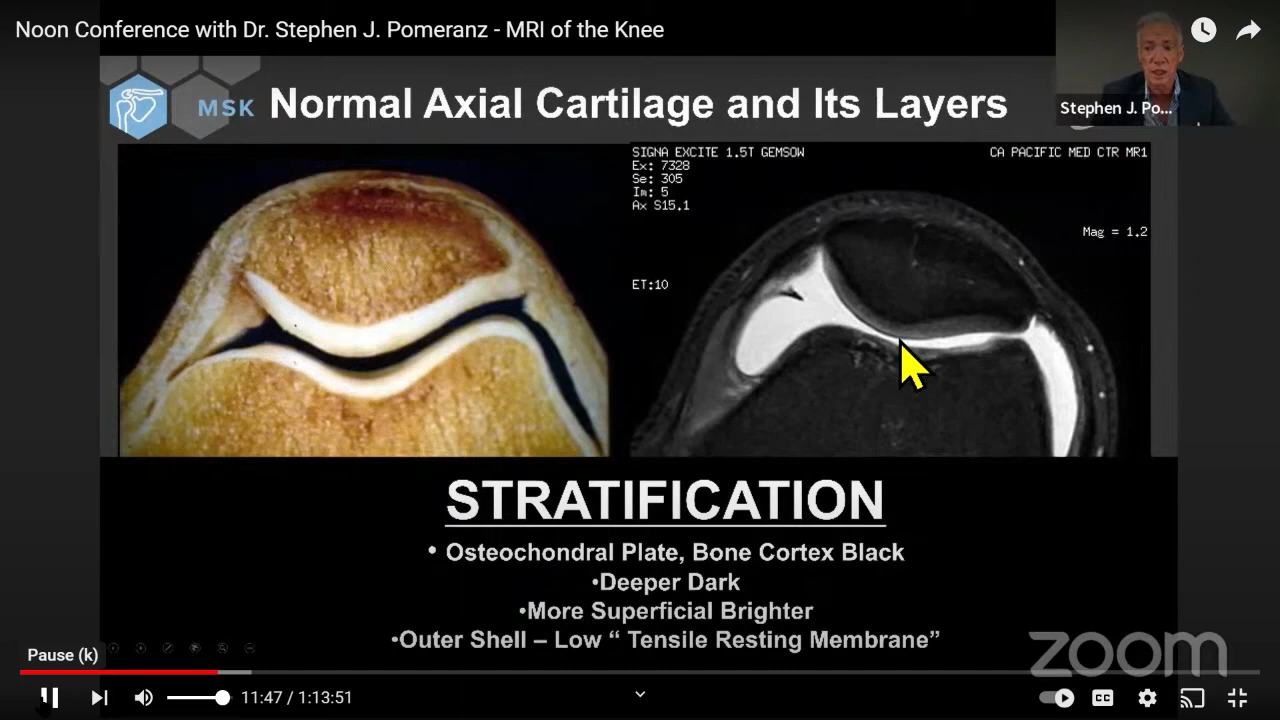 Noon Conference with Dr. Stephen J. Pomeranz - MRI of the Knee
MSK
Normal Axial Cartilage and Its Layers
Stephen J. Po...
SIGNA EXCITE 1.5T GEMSOW
Ex: 7328
Se: 305
Im: 5
Ax S15.1
ET:10
CA PACIFIC MED CTR MR1
Mag = 1.2
STRATIFICATION
• Osteochondral Plate, Bone Cortex Black
•Deeper Dark
•More Superficial Brighter
•Outer Shell – Low “ Tensile Resting Membrane”
zoom
Pause (k)
11:47 / 1:13:51
CC